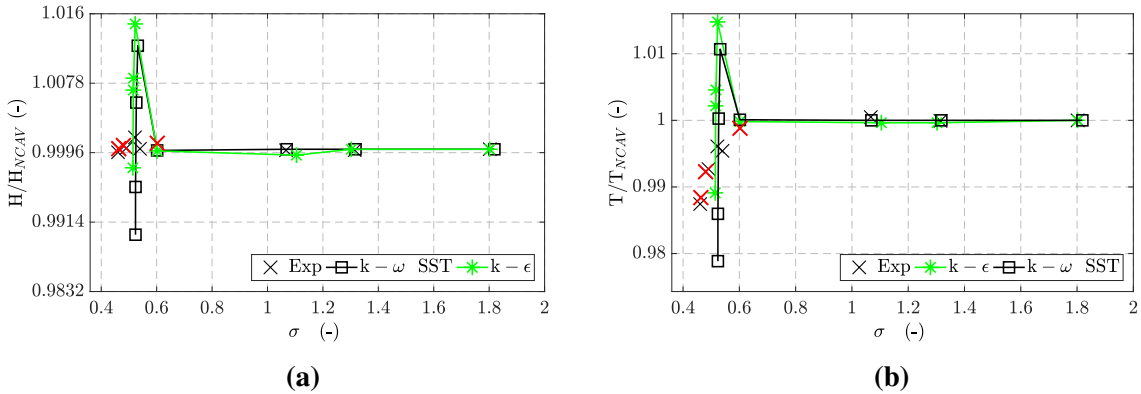 1.016
1.0078
0.9996
0.9914
0.9832
H/H_NCAV (-)
× Exp k − ω SST k − ϵ
0.4 0.6 0.8 1 1.2 1.4 1.6 1.8 2
σ (-)
(a)
1.01
1
0.99
0.98
T/T_NCAV (-)
× Exp k − ϵ k − ω SST
0.4 0.6 0.8 1 1.2 1.4 1.6 1.8 2
σ (-)
(b)